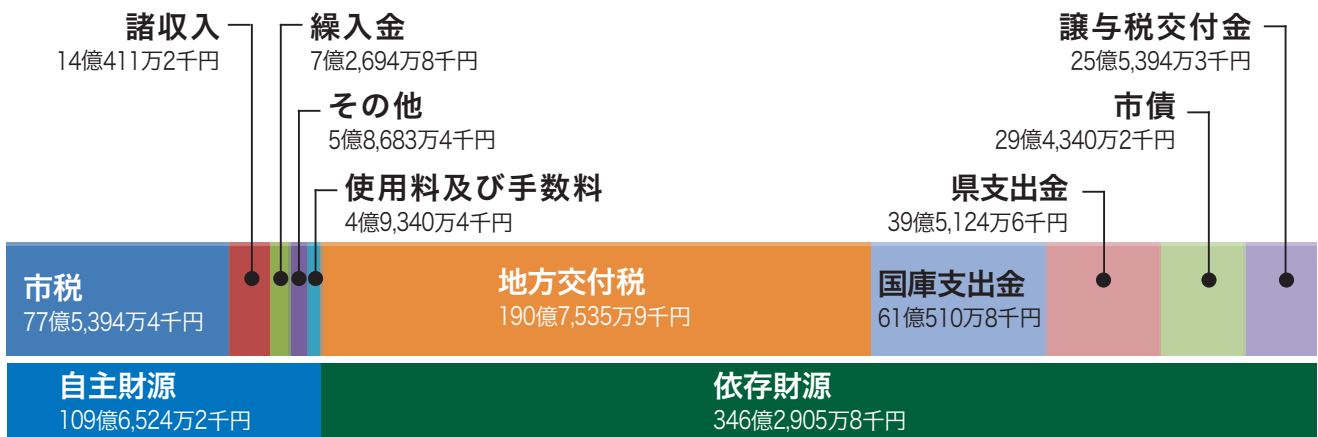 諸収入
14億411万2千円
繰入金
7億2,694万8千円
譲与税交付金
25億5,394万3千円
その他
5億8,683万4千円
市債
29億4,340万2千円
使用料及び手数料
4億9,340万4千円
県支出金
39億5,124万6千円
市税
77億5,394万4千円
地方交付税
190億7,535万9千円
国庫支出金
61億510万8千円
自主財源
109億6,524万2千円
依存財源
346億2,905万8千円